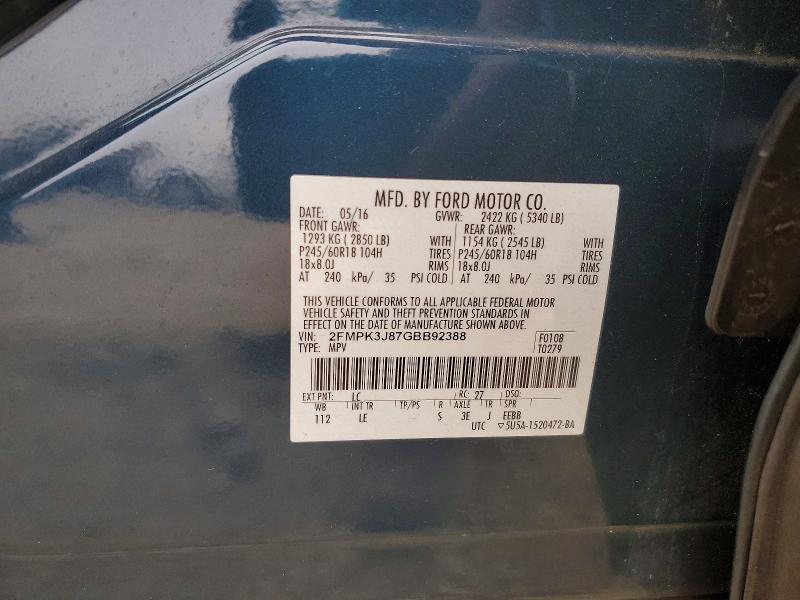 MFD. BY FORD MOTOR CO.
DATE: 05/16 GVWR: 2422 KG ( 5340 LB)
FRONT GAWR: REAR GAWR:
1293 KG ( 2850 LB) WITH 1154 KG ( 2545 LB) WITH
P245/60R18 104H TIRES P245/60R18 104H TIRES
18x8.0J RIMS 18x8.0J RIMS
AT 240 kPa/ 35 PSI COLD AT 240 kPa/ 35 PSI COLD
THIS VEHICLE CONFORMS TO ALL APPLICABLE FEDERAL MOTOR
VEHICLE SAFETY AND THEFT PREVENTION STANDARDS IN
EFFECT ON THE DATE OF MANUFACTURE SHOWN ABOVE.
VIN: 2FMPK3J87GBB92388 F0108
TYPE: MPV T0279
EXT PNT: LC RC: 27 DSO:
WB INT TR TP/PS R AXLE TR SPR
112 LE S 3E J EEBB
UTC ▽5U5A-1520472-BA